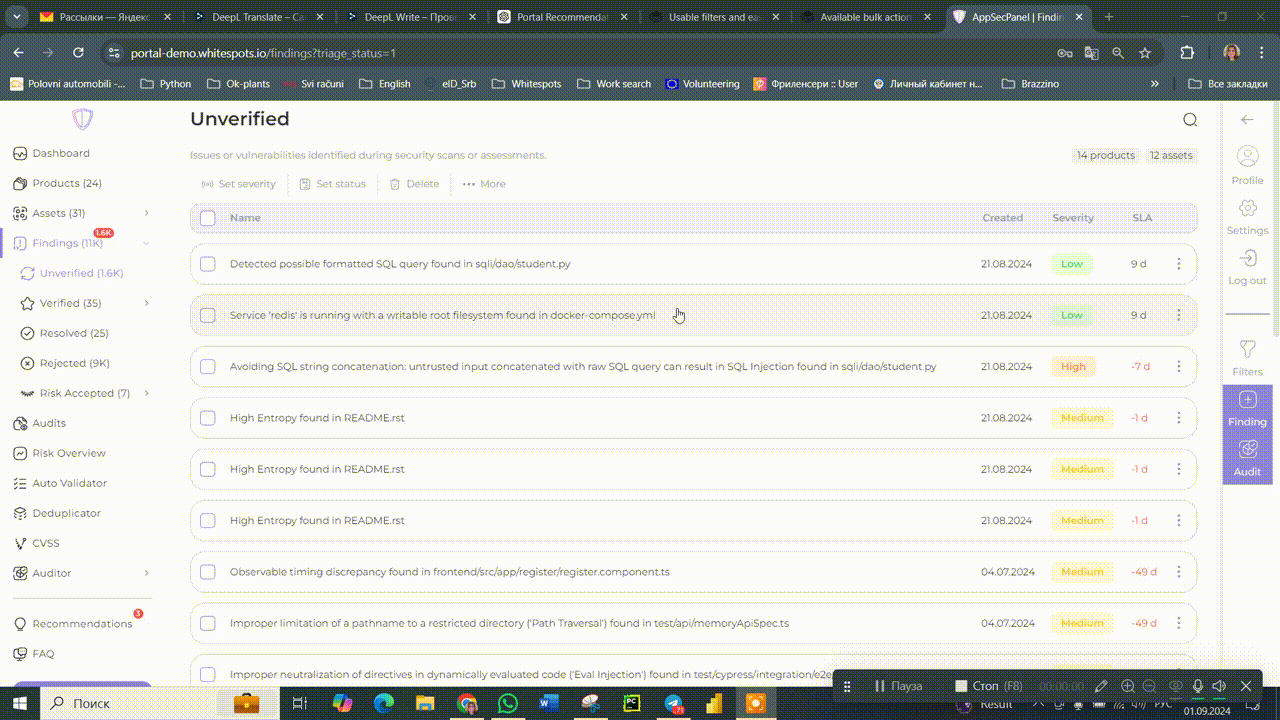 Рассылки — Яндекс
DeepL Translate – Ca
DeepL Write – Прове
Portal Recommendat
Usable filters and ea
Available bulk action
AppSecPanel | Findin
portal-demo.whitespots.io/findings?triage_status=1
Polovni automobili -...
Python
Ok-plants
Svi računi
English
eID_Srb
Whitespots
Work search
Volunteering
Фрилансери :: User
Личный кабинет н...
Brazzino
»
Все закладки
Unverified
Issues or vulnerabilities identified during security scans or assessments.
14 products
12 assets
Set severity
Set status
Delete
More
Name
Created
Severity
SLA
Detected possible formatted SQL query found in sqli/dao/student.py
21.08.2024
Low
9 d
Service 'redis' is running with a writable root filesystem found in docker-compose.yml
21.08.2024
Low
9 d
Avoiding SQL string concatenation: untrusted input concatenated with raw SQL query can result in SQL Injection found in sqli/dao/student.py
21.08.2024
High
-7 d
High Entropy found in README.rst
21.08.2024
Medium
-1 d
High Entropy found in README.rst
21.08.2024
Medium
-1 d
High Entropy found in README.rst
21.08.2024
Medium
-1 d
Observable timing discrepancy found in frontend/src/app/register/register.component.ts
04.07.2024
Medium
-49 d
Improper limitation of a pathname to a restricted directory ('Path Traversal') found in test/api/memoryApiSpec.ts
04.07.2024
Medium
-49 d
Improper neutralization of directives in dynamically evaluated code ('Eval Injection') found in test/cypress/integration/e2e
Dashboard
Products (24)
Assets (31)
Findings (11K)
1.6K
Unverified (1.6K)
Verified (35)
Resolved (25)
Rejected (9K)
Risk Accepted (7)
Audits
Risk Overview
Auto Validator
Deduplicator
CVSS
Auditor
Recommendations
3
FAQ
Profile
Settings
Log out
Filters
Finding
Audit
Пауза
Стоп (F8)
00:00:00
Поиск
Result
РУС
01.09.2024